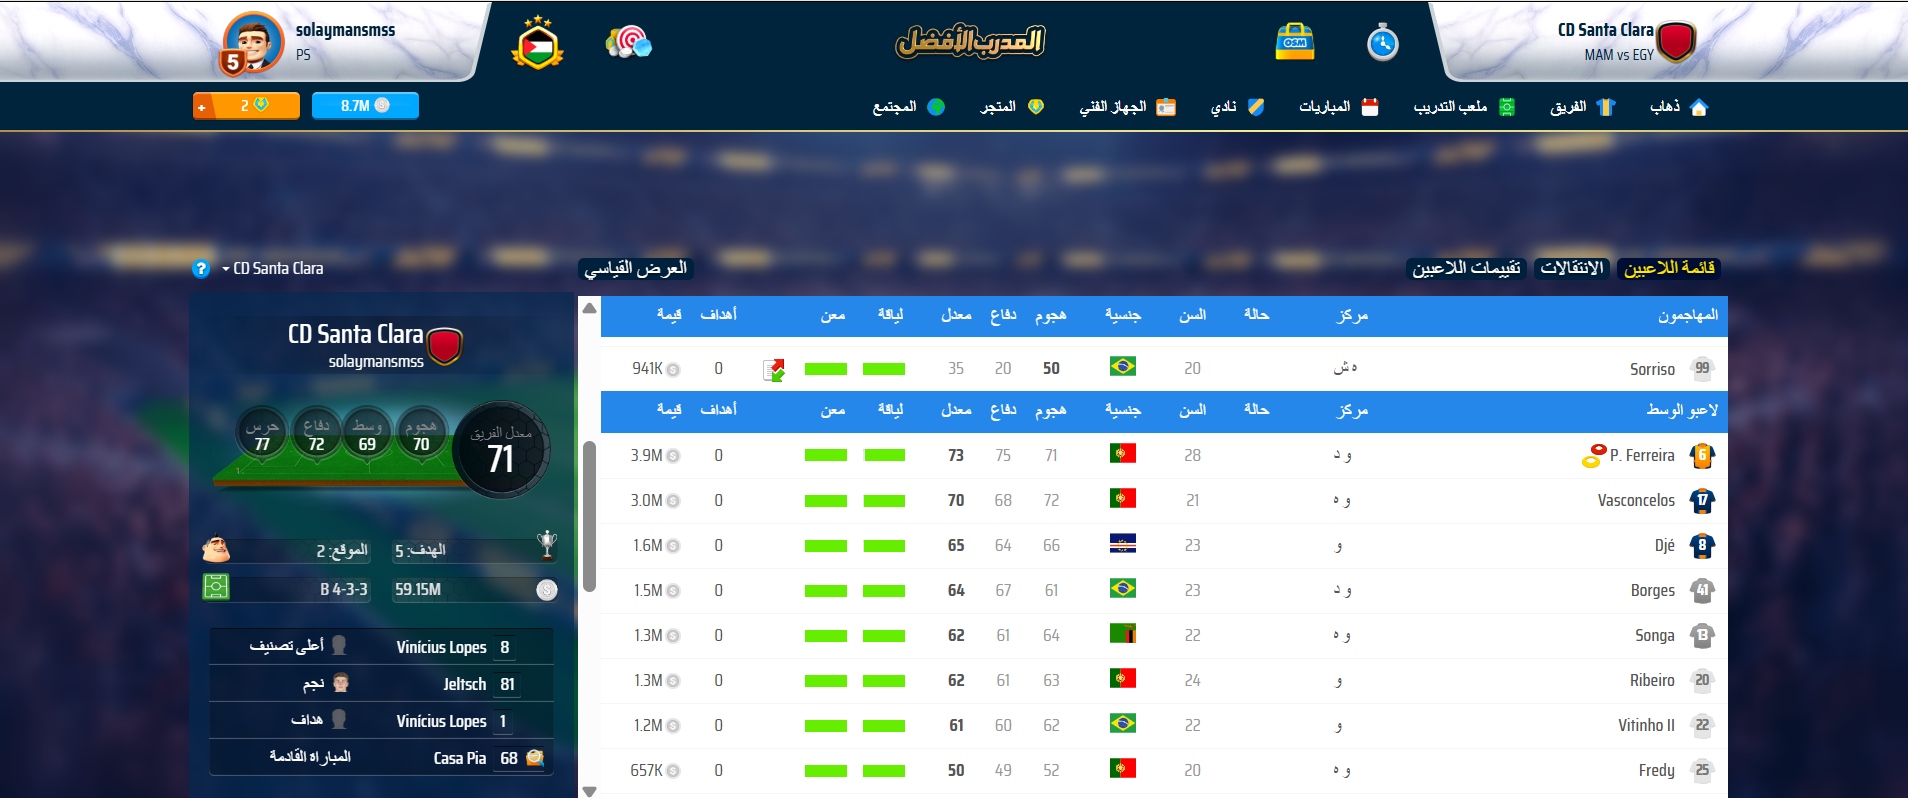 CD Santa Clara
MAM vs EGY
المدرب الأفضل
solaymansmss
PS
5
ذهاب
الفريق
ملعب التدريب
المباريات
نادي
الجهاز الفني
المتجر
المجتمع
OSM
8.7M
2
+
قائمة اللاعبين
الانتقالات
تقييمات اللاعبين
العرض القياسي
CD Santa Clara
?
المهاجمون مركز حالة السن جنسية هجوم دفاع معدل لياقة معن أهداف قيمة
99 Sorriso ه ش 20 50 20 35 0 941K
لاعبو الوسط مركز حالة السن جنسية هجوم دفاع معدل لياقة معن أهداف قيمة
6 P. Ferreira و د 28 71 75 73 0 3.9M
17 Vasconcelos و ه 21 72 68 70 0 3.0M
8 Djé و 23 66 64 65 0 1.6M
41 Borges و د 23 61 67 64 0 1.5M
13 Songa و ه 22 64 61 62 0 1.3M
20 Ribeiro و 24 63 61 62 0 1.3M
22 Vitinho II و 22 62 60 61 0 1.2M
25 Fredy و ه 20 52 49 50 0 657K
CD Santa Clara
solaymansmss
معدل الفريق
71
هجوم
70
وسط
69
دفاع
72
حرس
77
1
الهدف: 5
الموقع: 2
59.15M
4-3-3 B
أعلى تصنيف Vinícius Lopes 8
نجم Jeltsch 81
هداف Vinícius Lopes 1
المباراة القادمة Casa Pia 68